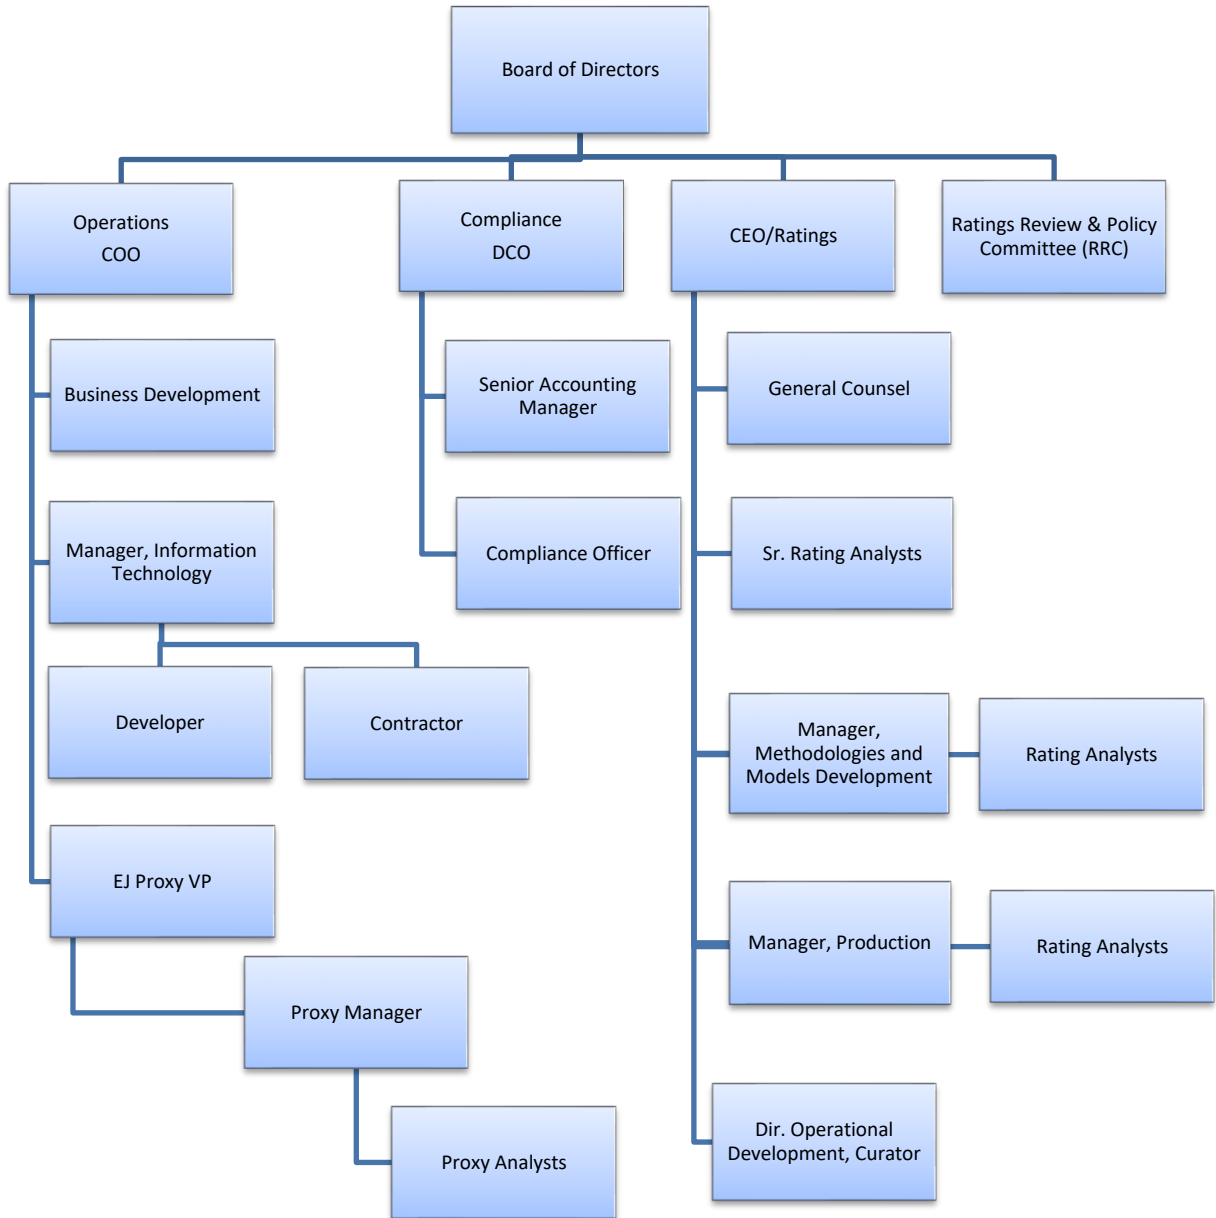 Board of Directors
Operations
COO
Compliance
DCO
CEO/Ratings
Ratings Review & Policy
Committee (RRC)
Business Development
Senior Accounting
Manager
General Counsel
Manager, Information
Technology
Compliance Officer
Sr. Rating Analysts
Developer
Contractor
Manager,
Methodologies and
Models Development
Rating Analysts
EJ Proxy VP
Manager, Production
Rating Analysts
Proxy Manager
Dir. Operational
Development, Curator
Proxy Analysts